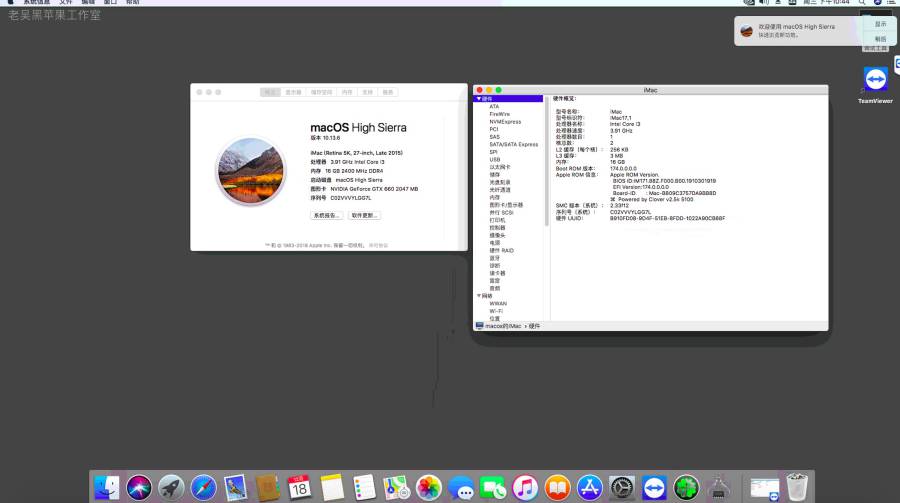 系统信息 文件 编辑 窗口 帮助
周三 下午10:44
老吴黑苹果工作室
欢迎使用 macOS High Sierra
快速浏览新功能。
显示
稍后
TeamViewer
概览 显示器 储存空间 内存 支持 服务
macOS High Sierra
版本 10.13.6
iMac (Retina 5K, 27-inch, Late 2015)
处理器 3.91 GHz Intel Core i3
内存 16 GB 2400 MHz DDR4
启动磁盘 macOS High Sierra
图形卡 NVIDIA GeForce GTX 660 2047 MB
序列号 C02VVVYLGG7L
系统报告... 软件更新...
™ 和 © 1983-2018 Apple Inc. 保留一切权利。 许可协议
iMac
硬件
ATA
FireWire
NVMExpress
PCI
SAS
SATA/SATA Express
SPI
USB
以太网卡
储存
光盘刻录
光纤通道
内存
图形卡/显示器
并行 SCSI
打印机
控制器
摄像头
电源
硬件 RAID
蓝牙
诊断
读卡器
雷雳
音频
网络
WWAN
Wi-Fi
位置
硬件概览：
型号名称： iMac
型号标识符： iMac17,1
处理器名称： Intel Core i3
处理器速度： 3.91 GHz
处理器数目： 1
核总数： 2
L2 缓存（每个核）： 256 KB
L3 缓存： 3 MB
内存： 16 GB
Boot ROM 版本： 174.0.0.0.0
Apple ROM 信息： Apple ROM Version.
BIOS ID:IM171.88Z.F000.B00.1910301919
EFI Version:174.0.0.0.0
Board-ID. : Mac-B809C3757DA9BB8D
⌘ Powered by Clover v2.5k 5100
SMC 版本（系统）： 2.33f12
序列号（系统）： C02VVVYLGG7L
硬件 UUID： B910FD08-9D4F-51EB-8FDD-1022A90CB68F
macos的iMac › 硬件
18